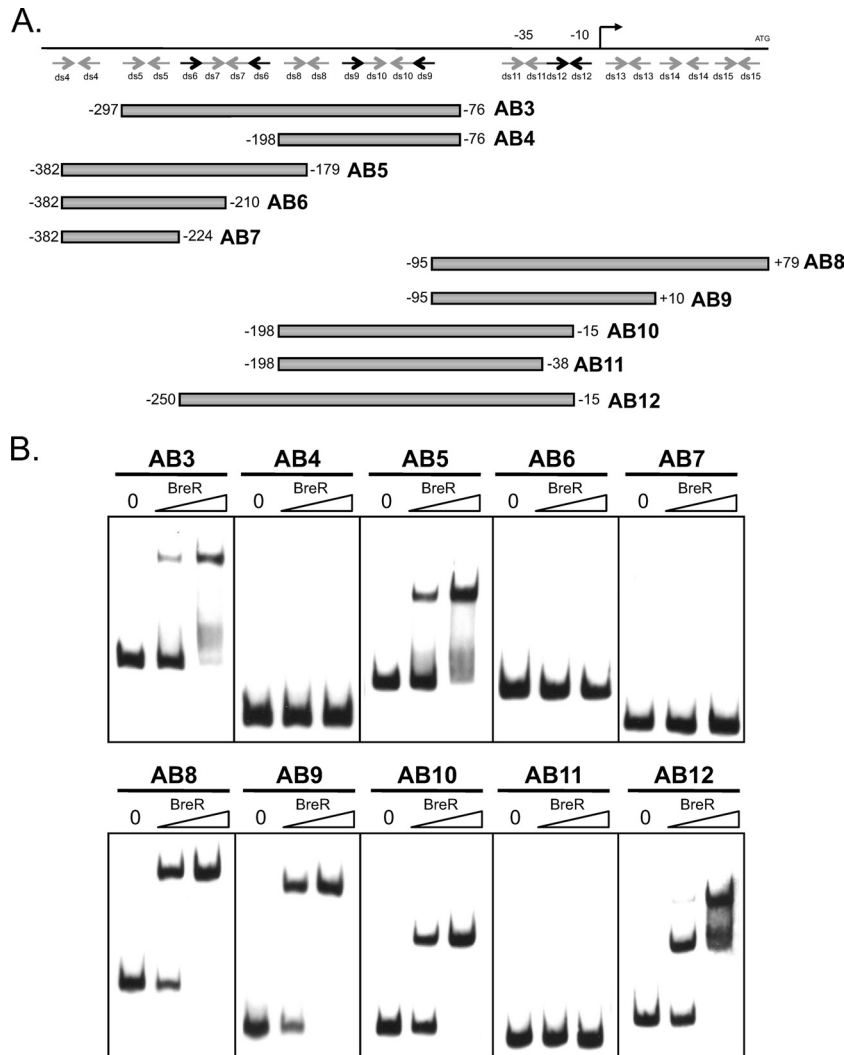 A.
-35 -10 ATG
ds4 ds4 ds5 ds5 ds6 ds7 ds7 ds6 ds8 ds8 ds9 ds10 ds10 ds9 ds11 ds11 ds12 ds12 ds13 ds13 ds14 ds14 ds15 ds15
-297 -76 AB3
-198 -76 AB4
-382 -179 AB5
-382 -210 AB6
-382 -224 AB7
-95 +79 AB8
-95 +10 AB9
-198 -15 AB10
-198 -38 AB11
-250 -15 AB12
B.
AB3 AB4 AB5 AB6 AB7
0 BreR 0 BreR 0 BreR 0 BreR 0 BreR
AB8 AB9 AB10 AB11 AB12
0 BreR 0 BreR 0 BreR 0 BreR 0 BreR